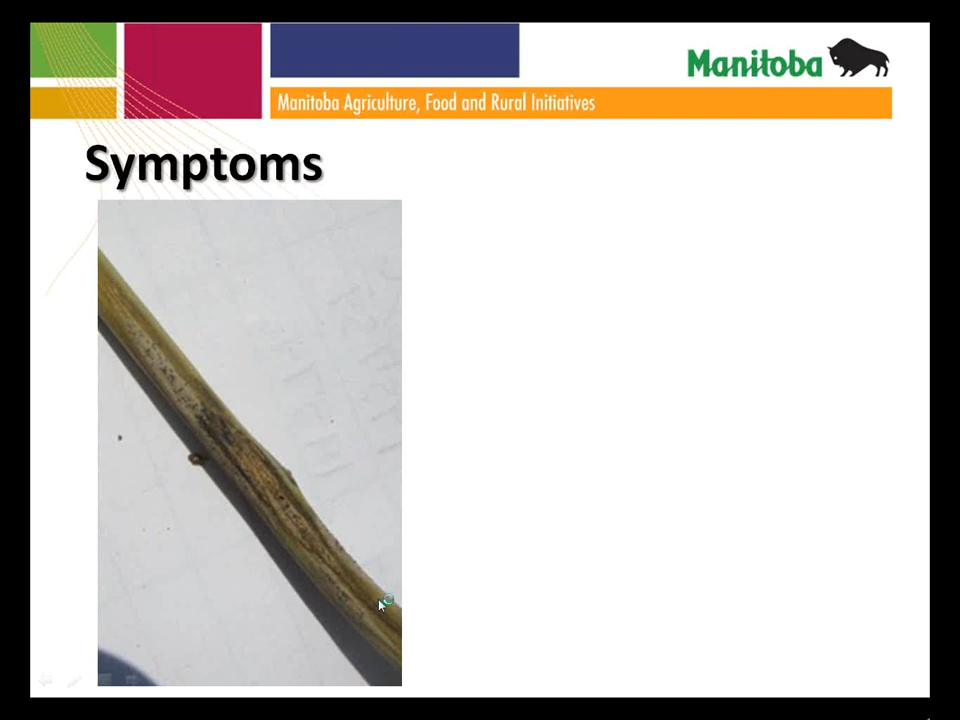 Manitoba
Manitoba Agriculture, Food and Rural Initiatives
Symptoms